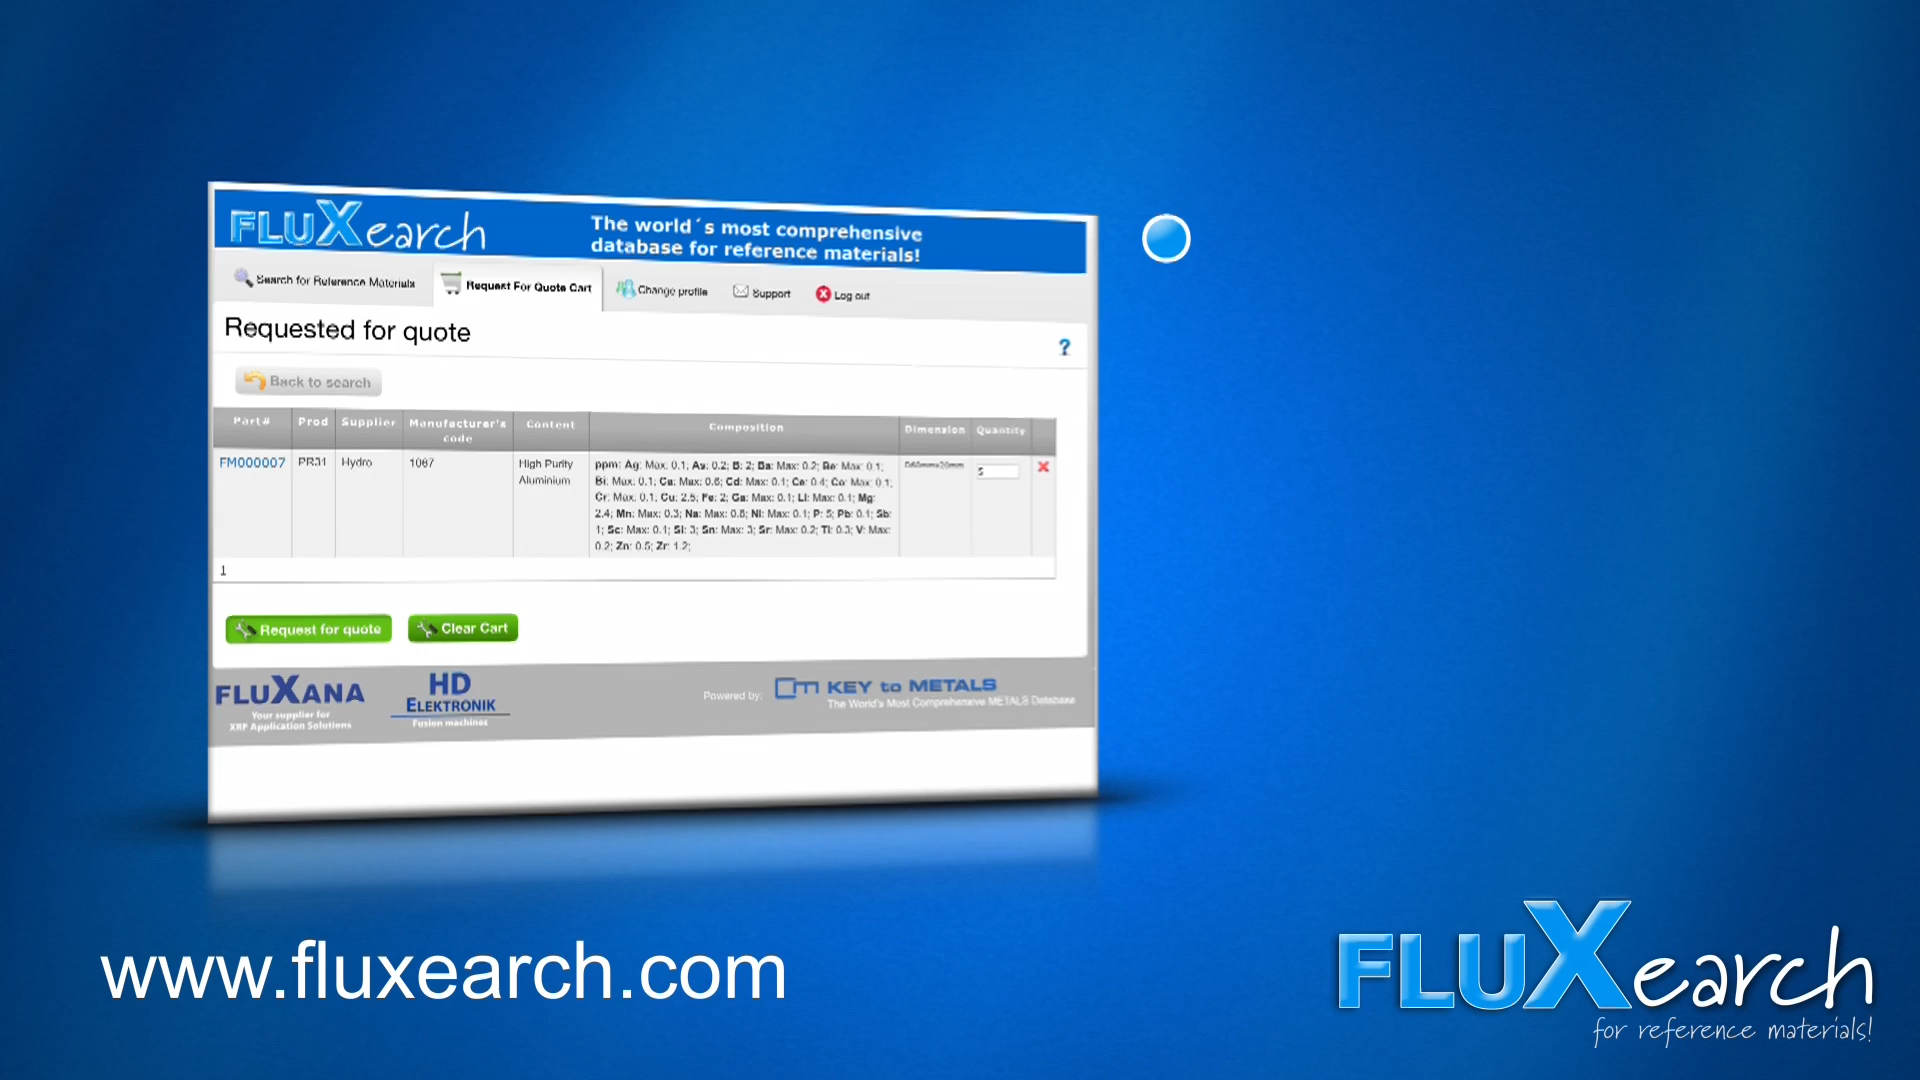 FLUXearch
The world´s most comprehensive
database for reference materials!
Search for Reference Materials
Request For Quote Cart
Change profile
Support
Log out
Requested for quote
?
Back to search
Part# Prod Supplier Manufacturer's code Content Composition Dimension Quantity
FM000007 PR31 Hydro 1067 High Purity Aluminium
ppm: Ag: Max: 0.1; As: 0.2; B: 2; Ba: Max: 0.2; Be: Max: 0.1;
Bi: Max: 0.1; Ca: Max: 0.6; Cd: Max: 0.1; Ce: 0.4; Co: Max: 0.1;
Cr: Max: 0.1; Cu: 2.5; Fe: 2; Ga: Max: 0.1; Li: Max: 0.1; Mg:
2.4; Mn: Max: 0.3; Na: Max: 0.8; Ni: Max: 0.1; P: 5; Pb: 0.1; Sb:
1; Sc: Max: 0.1; Si: 3; Sn: Max: 3; Sr: Max: 0.2; Ti: 0.3; V: Max:
0.2; Zn: 0.5; Zr: 1.2;
D60mmx20mm
5
1
Request for quote
Clear Cart
FLUXANA
Your supplier for
XRF Application Solutions
HD
ELEKTRONIK
Fusion machines
Powered by:
KEY to METALS
The World's Most Comprehensive METALS Database
www.fluxearch.com
FLUXearch
for reference materials!